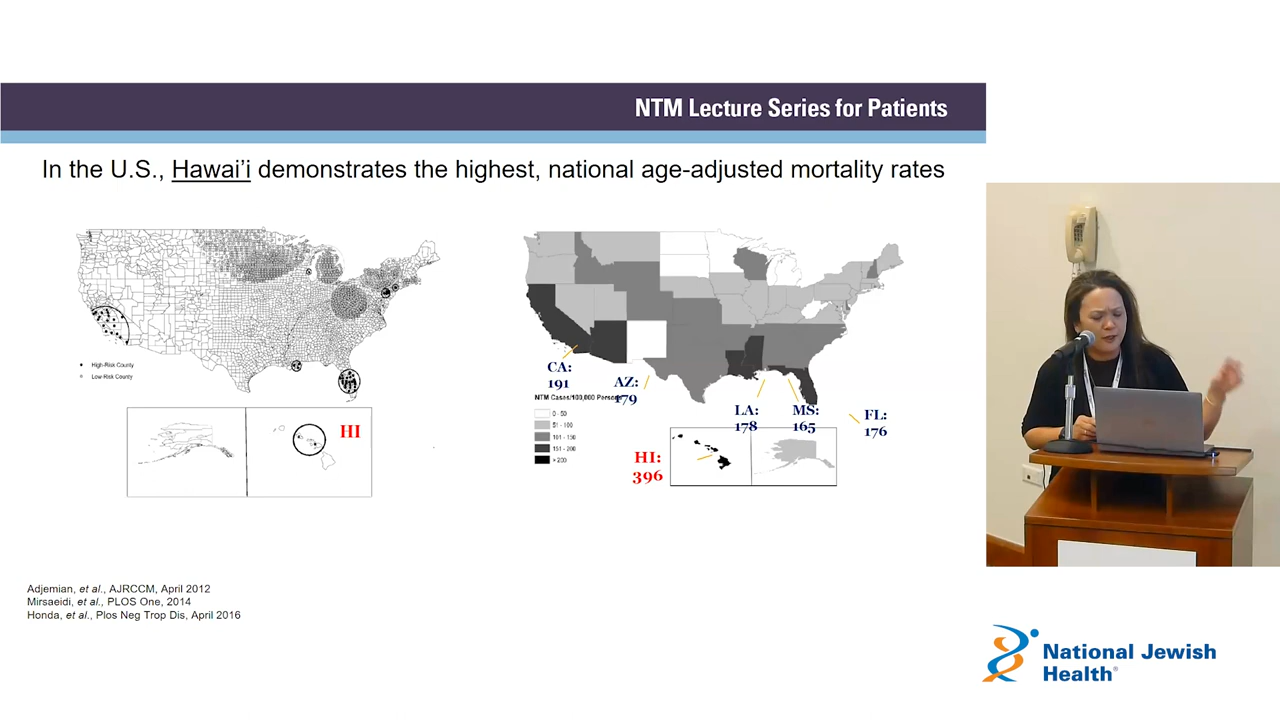 NTM Lecture Series for Patients
In the U.S., Hawai'i demonstrates the highest, national age-adjusted mortality rates
High-Risk County
Low-Risk County
HI
CA:
191
AZ:
179
NTM Cases/100,000 Persons
0 - 50
51 - 100
101 - 150
151 - 200
> 200
LA:
178
MS:
165
FL:
176
HI:
396
Adjemian, et al., AJRCCM, April 2012
Mirsaeidi, et al., PLOS One, 2014
Honda, et al., Plos Neg Trop Dis, April 2016
National Jewish
Health®